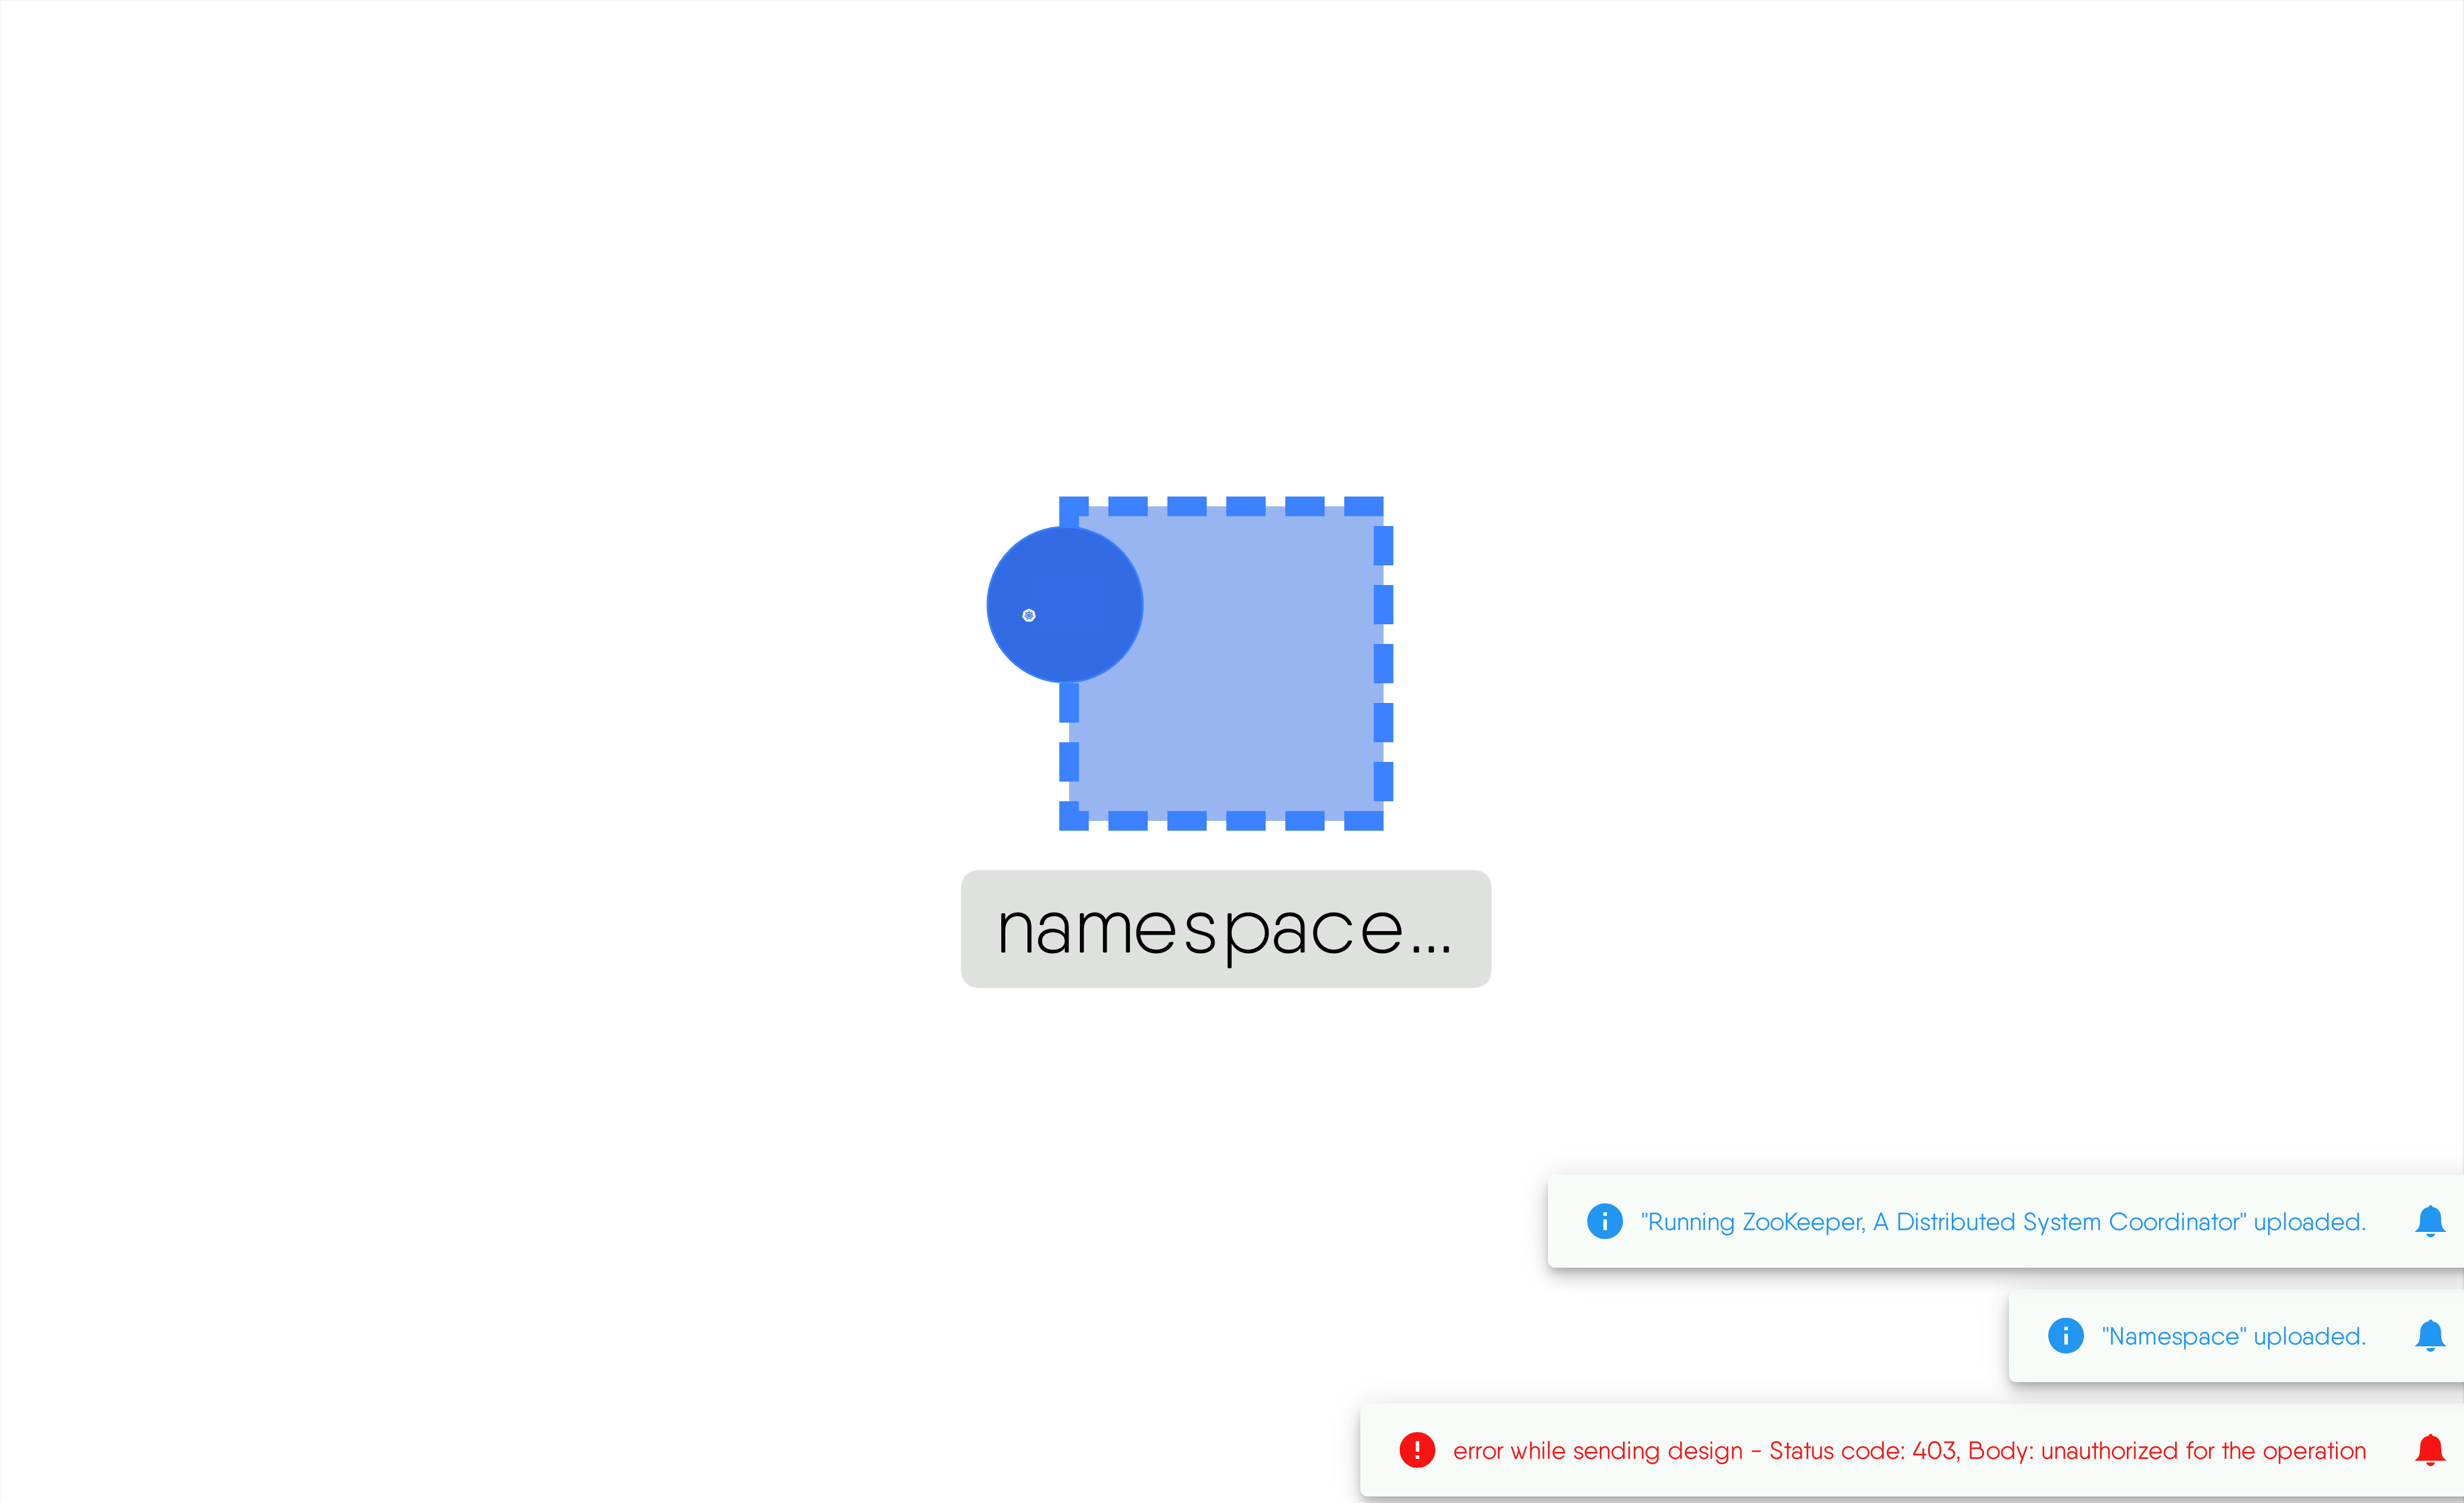 namespace...
"Running ZooKeeper, A Distributed System Coordinator" uploaded.
"Namespace" uploaded.
error while sending design - Status code: 403, Body: unauthorized for the operation